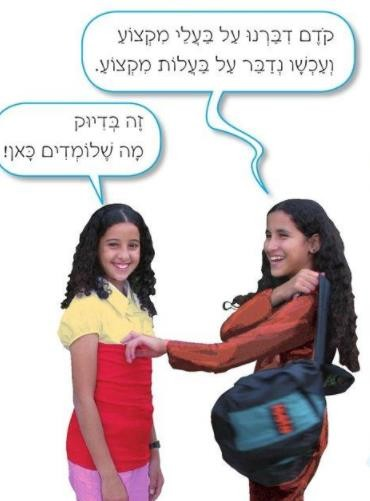 קֹדֶם דִּבַּרְנוּ עַל בַּעֲלֵי מִקְצוֹעַ
וְעַכְשָׁו נְדַבֵּר עַל בַּעֲלוֹת מִקְצוֹעַ.
זֶה בְּדִיּוּק
מָה שֶׁלּוֹמְדִים כָּאן!